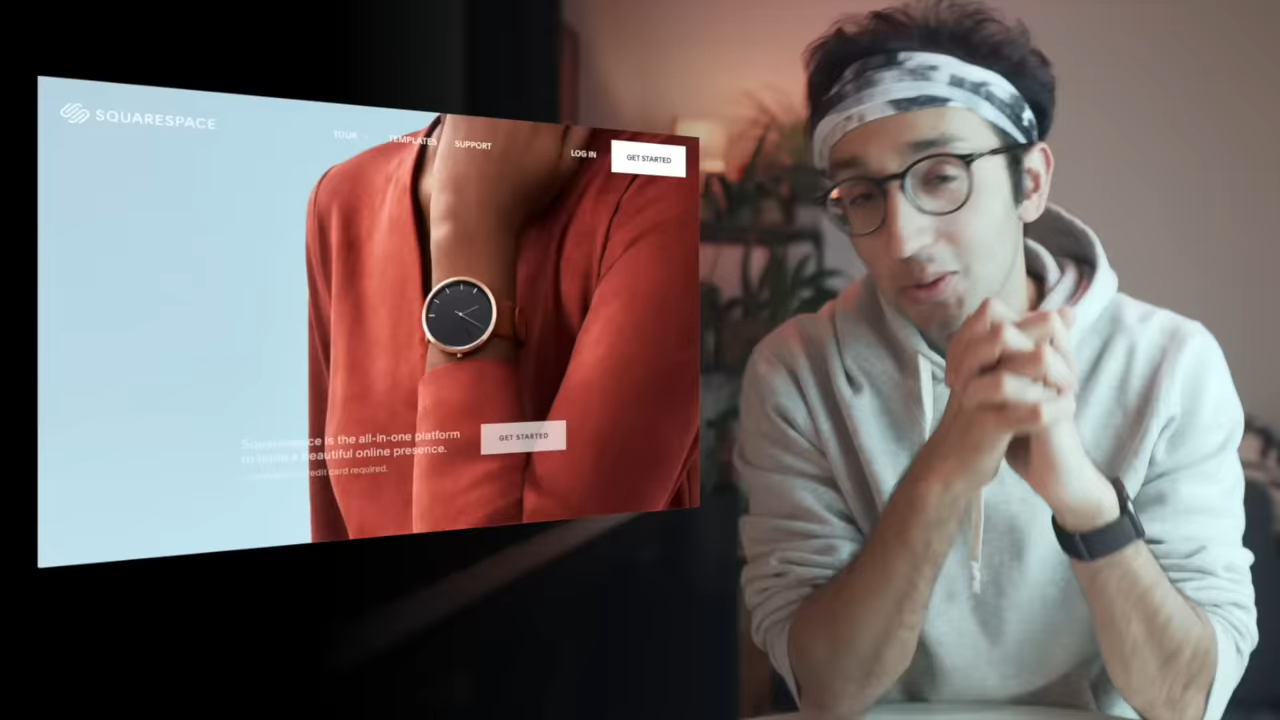 SQUARESPACE
TOUR
TEMPLATES
SUPPORT
LOG IN
GET STARTED
Squarespace is the all-in-one platform
a beautiful online presence.
credit card required.
GET STARTED